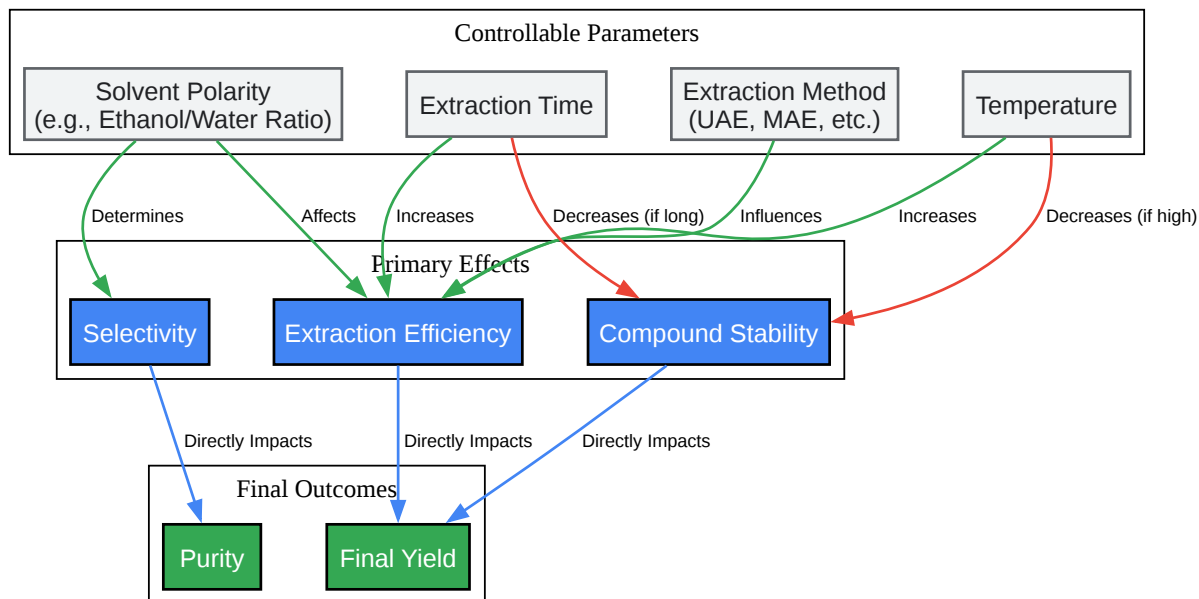 Controllable Parameters
Solvent Polarity
(e.g., Ethanol/Water Ratio)
Extraction Time
Extraction Method
(UAE, MAE, etc.)
Temperature
Determines
Affects
Increases
Decreases (if long)
Influences
Increases
Decreases (if high)
Primary Effects
Selectivity
Extraction Efficiency
Compound Stability
Directly Impacts
Directly Impacts
Directly Impacts
Final Outcomes
Purity
Final Yield